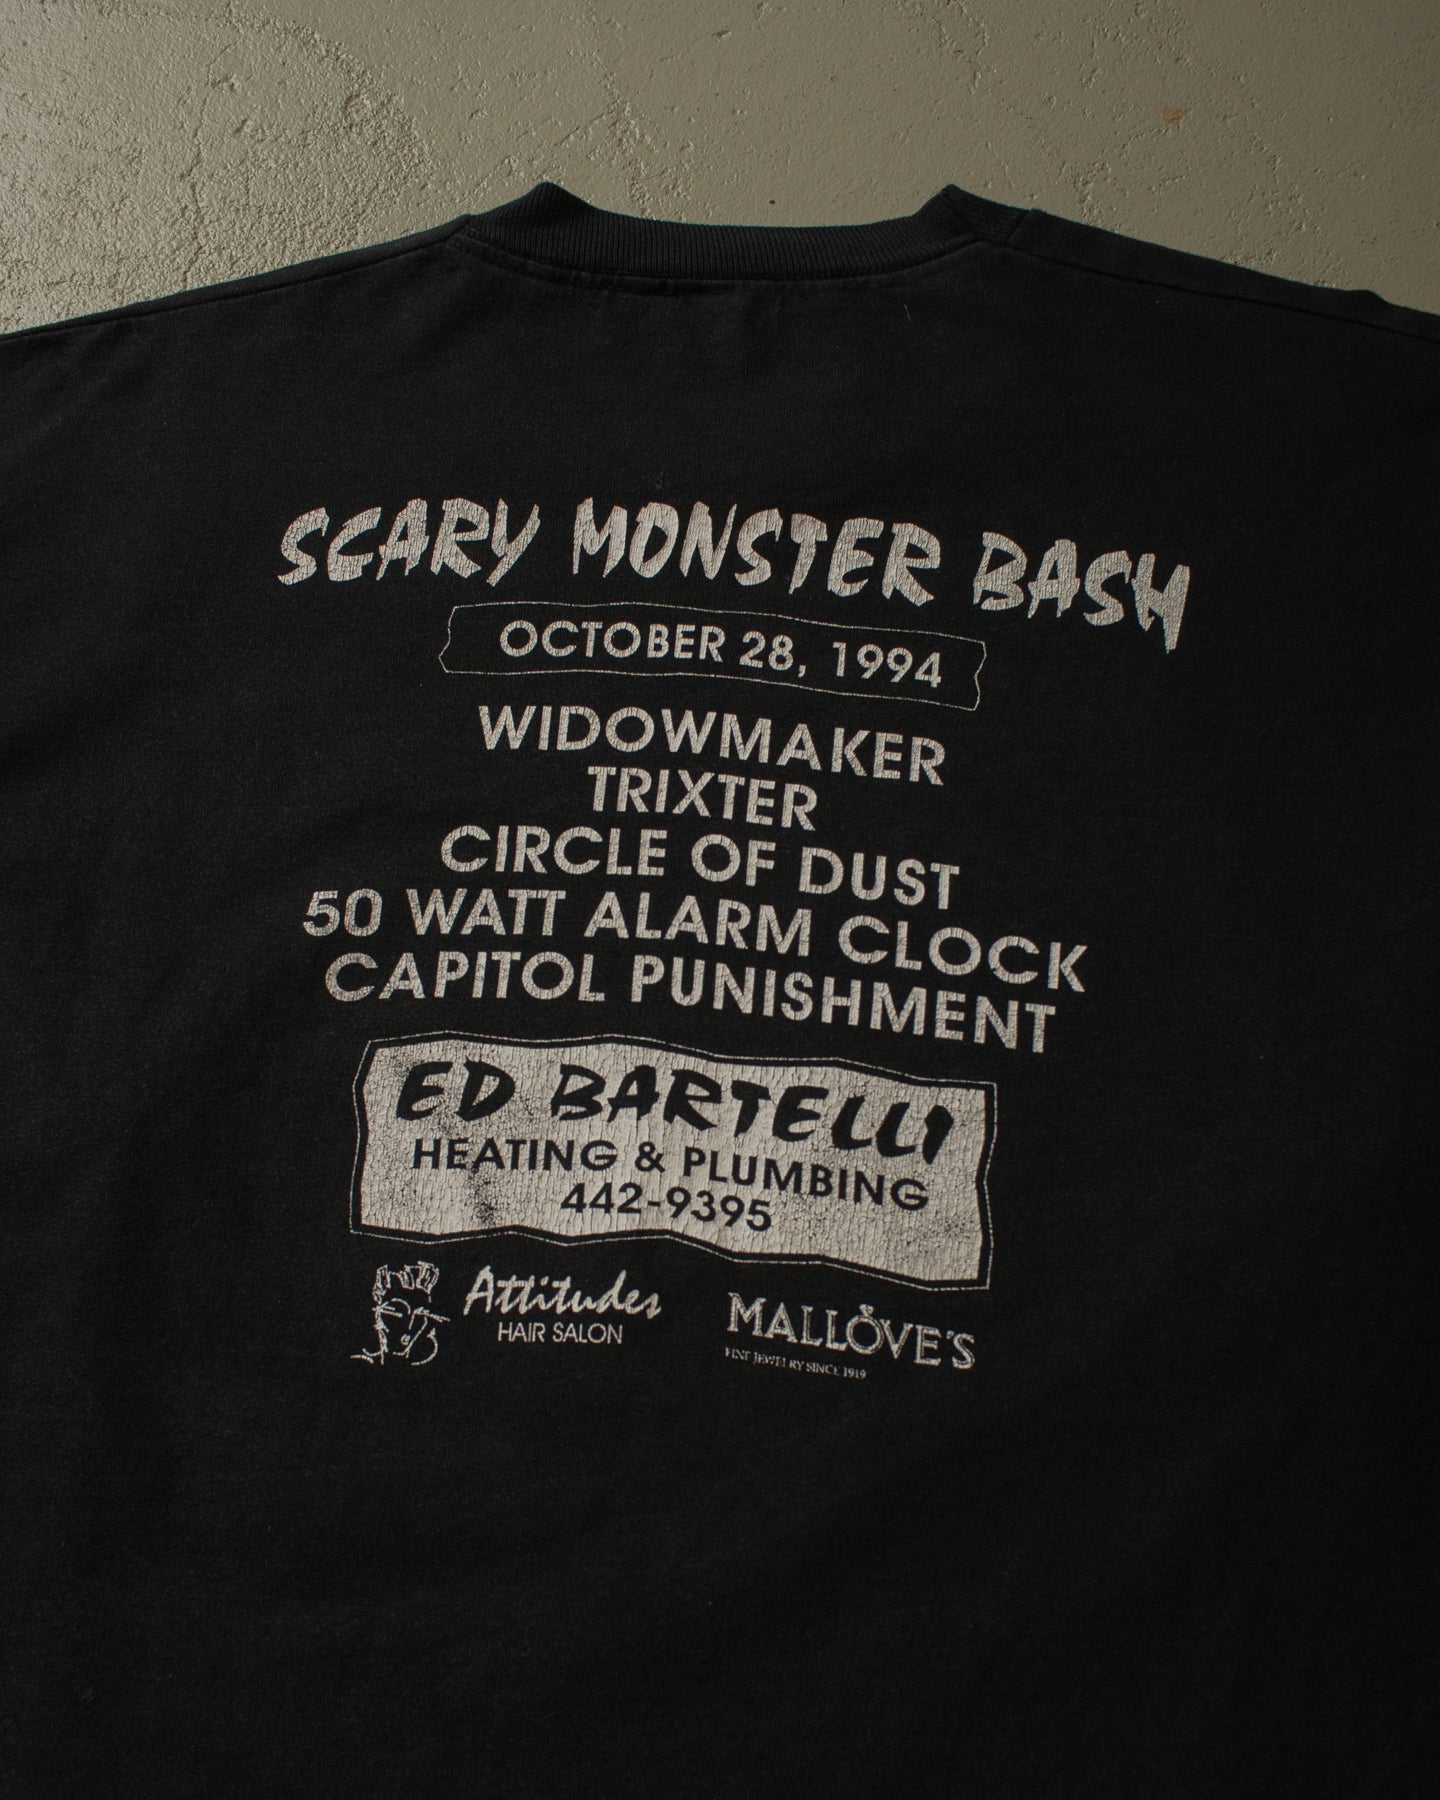 SCARY MONSTER BASH
OCTOBER 28, 1994
WIDOWMAKER
TRIXTER
CIRCLE OF DUST
50 WATT ALARM CLOCK
CAPITOL PUNISHMENT
ED BARTELLI
HEATING & PLUMBING
442-9395
Attitudes
HAIR SALON
MALLOVE'S
FINE JEWELRY SINCE 1919